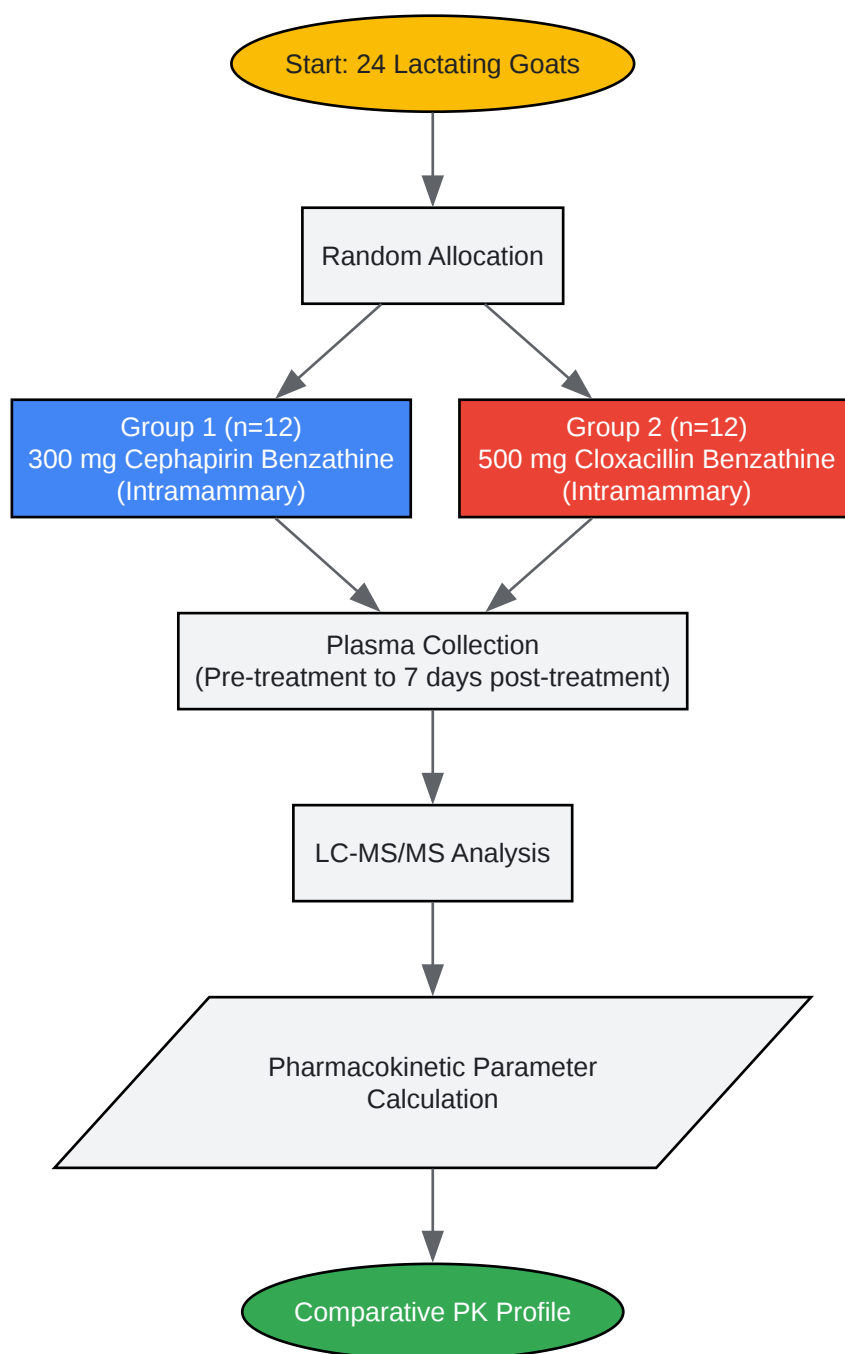 Start: 24 Lactating Goats
Random Allocation
Group 1 (n=12)
300 mg Cephapirin Benzathine
(Intramammary)
Group 2 (n=12)
500 mg Cloxacillin Benzathine
(Intramammary)
Plasma Collection
(Pre-treatment to 7 days post-treatment)
LC-MS/MS Analysis
Pharmacokinetic Parameter
Calculation
Comparative PK Profile